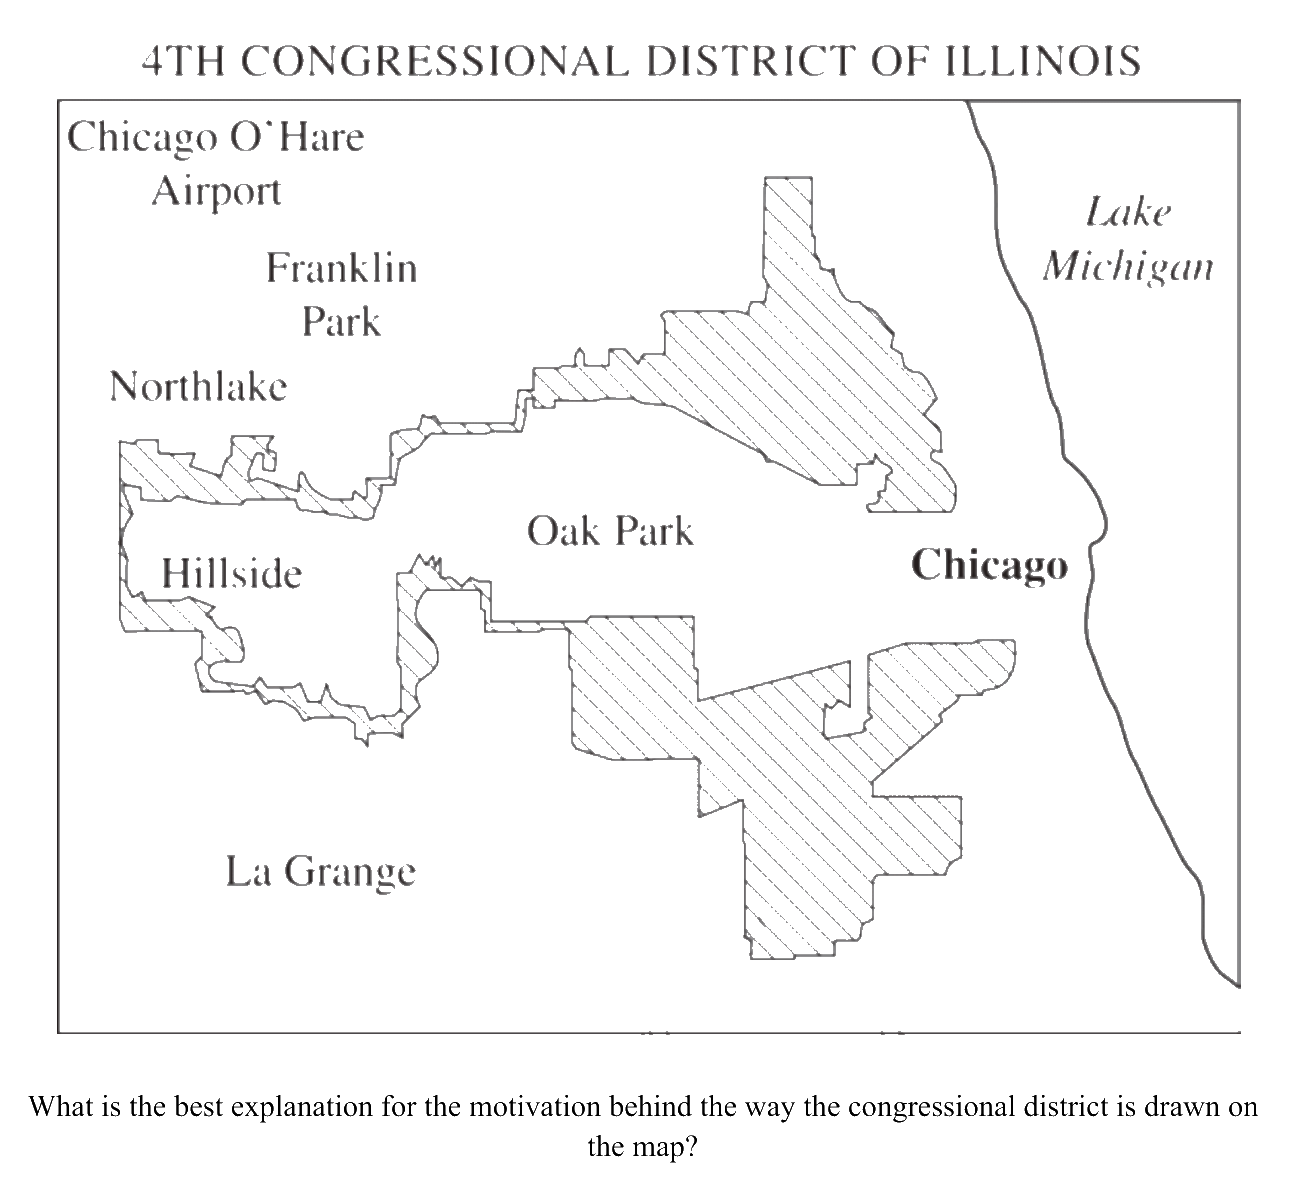 4TH CONGRESSIONAL DISTRICT OF ILLINOIS
Chicago O'Hare
Airport
Lake
Michigan
Franklin
Park
Northlake
Oak Park
Chicago
Hillside
La Grange
What is the best explanation for the motivation behind the way the congressional district is drawn on
the map?